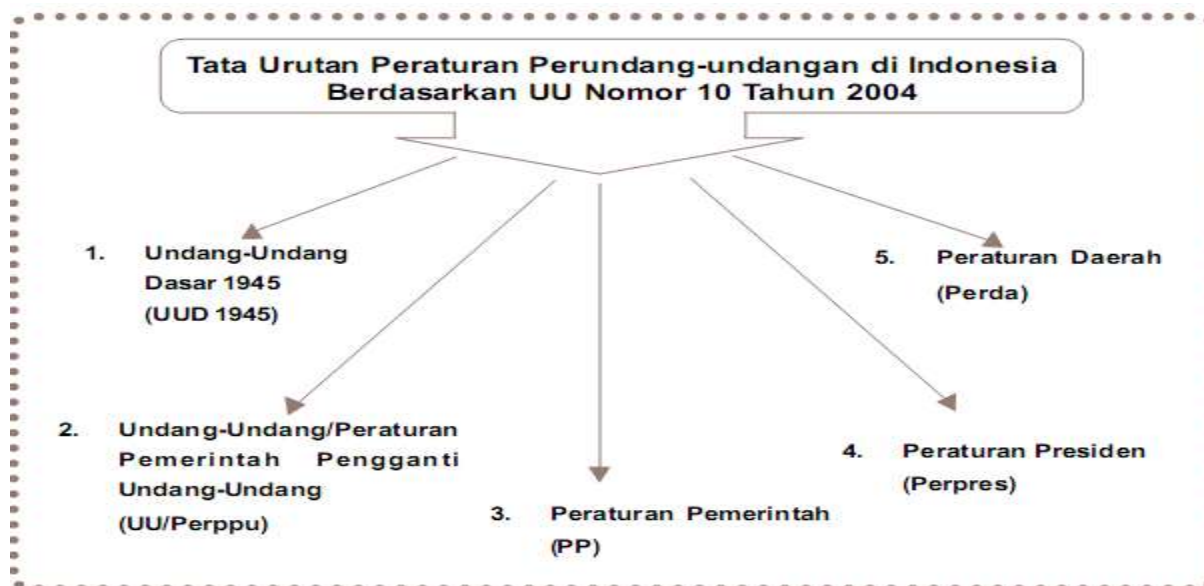 Tata Urutan Peraturan Perundang-undangan di Indonesia
Berdasarkan UU Nomor 10 Tahun 2004
1. Undang-Undang
Dasar 1945
(UUD 1945)
2. Undang-Undang/Peraturan
Pemerintah Pengganti
Undang-Undang
(UU/Perppu)
3. Peraturan Pemerintah
(PP)
4. Peraturan Presiden
(Perpres)
5. Peraturan Daerah
(Perda)